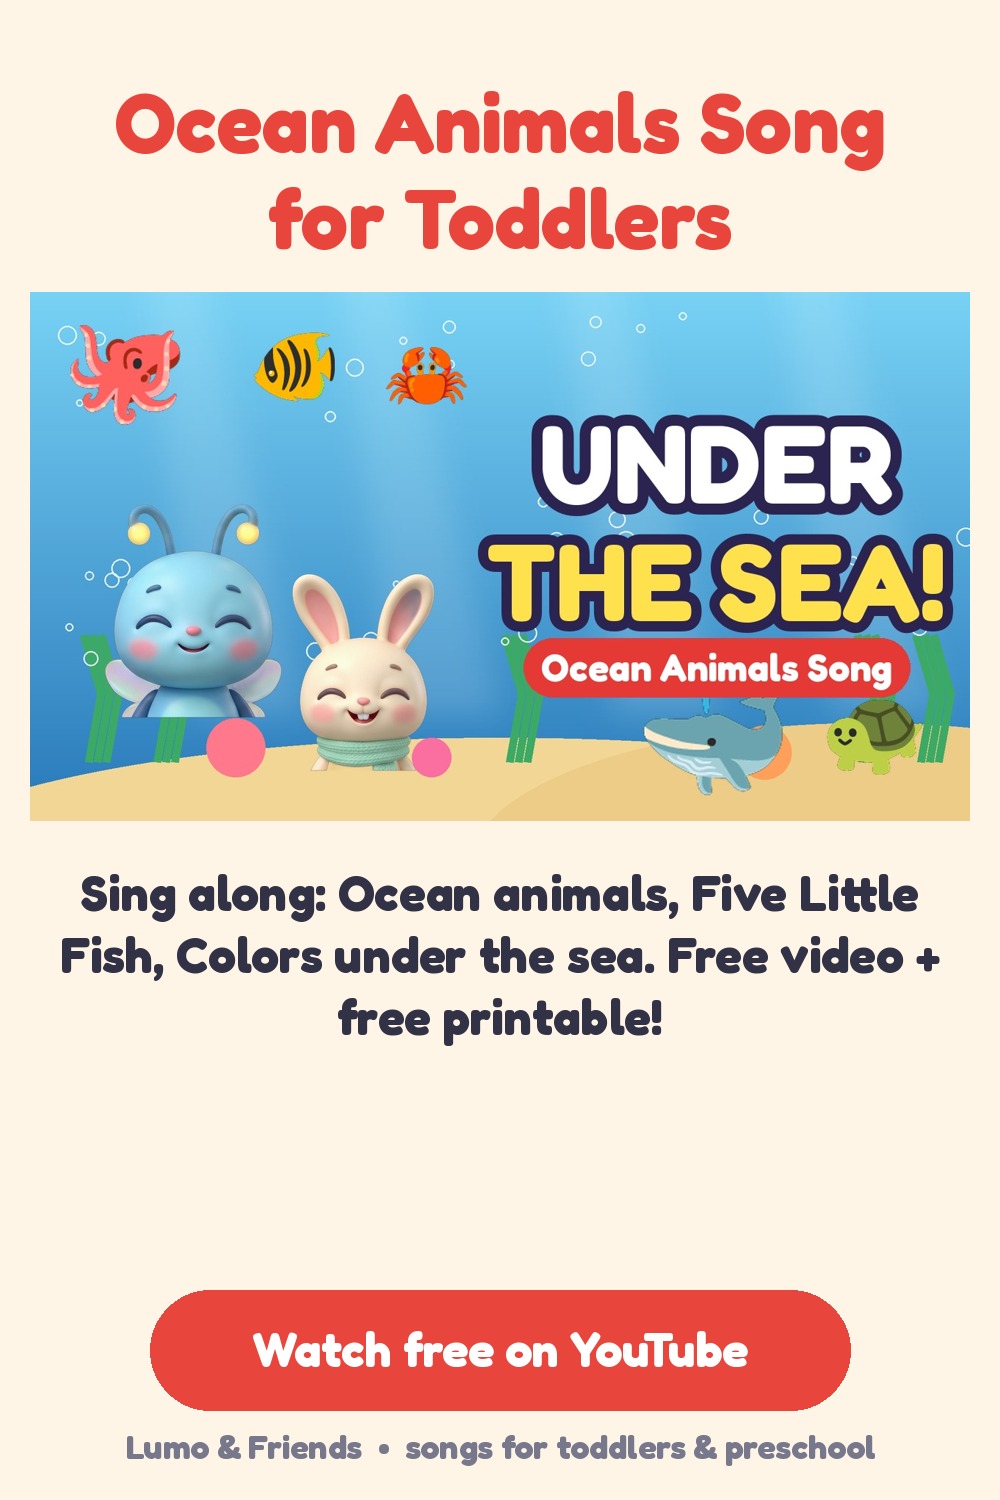 Ocean Animals Song
for Toddlers
UNDER
THE SEA!
Ocean Animals Song
Sing along: Ocean animals, Five Little
Fish, Colors under the sea. Free video +
free printable!
Watch free on YouTube
Lumo & Friends • songs for toddlers & preschool